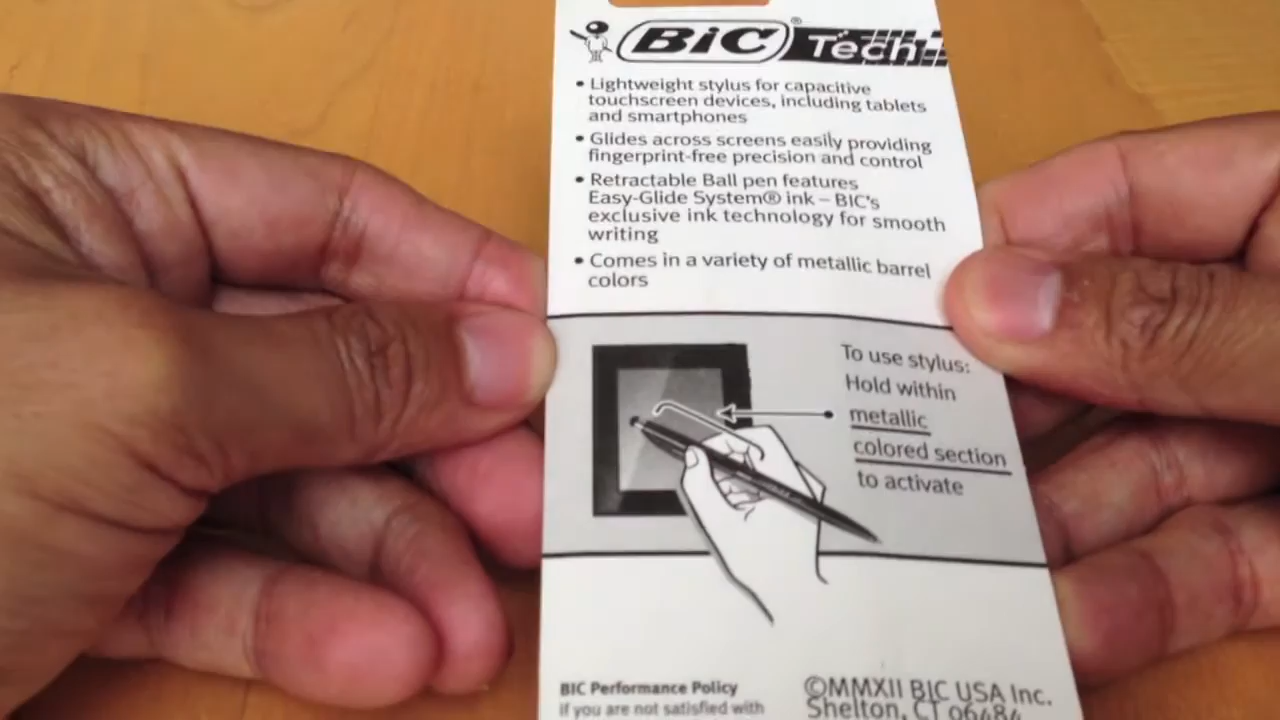 BiC® Tech
• Lightweight stylus for capacitive
touchscreen devices, including tablets
and smartphones
• Glides across screens easily providing
fingerprint-free precision and control
• Retractable Ball pen features
Easy-Glide System® ink – BIC's
exclusive ink technology for smooth
writing
• Comes in a variety of metallic barrel
colors
To use stylus:
Hold within
metallic
colored section
to activate
BIC Performance Policy
If you are not satisfied with
©MMXII BIC USA Inc.
Shelton, CT 06484